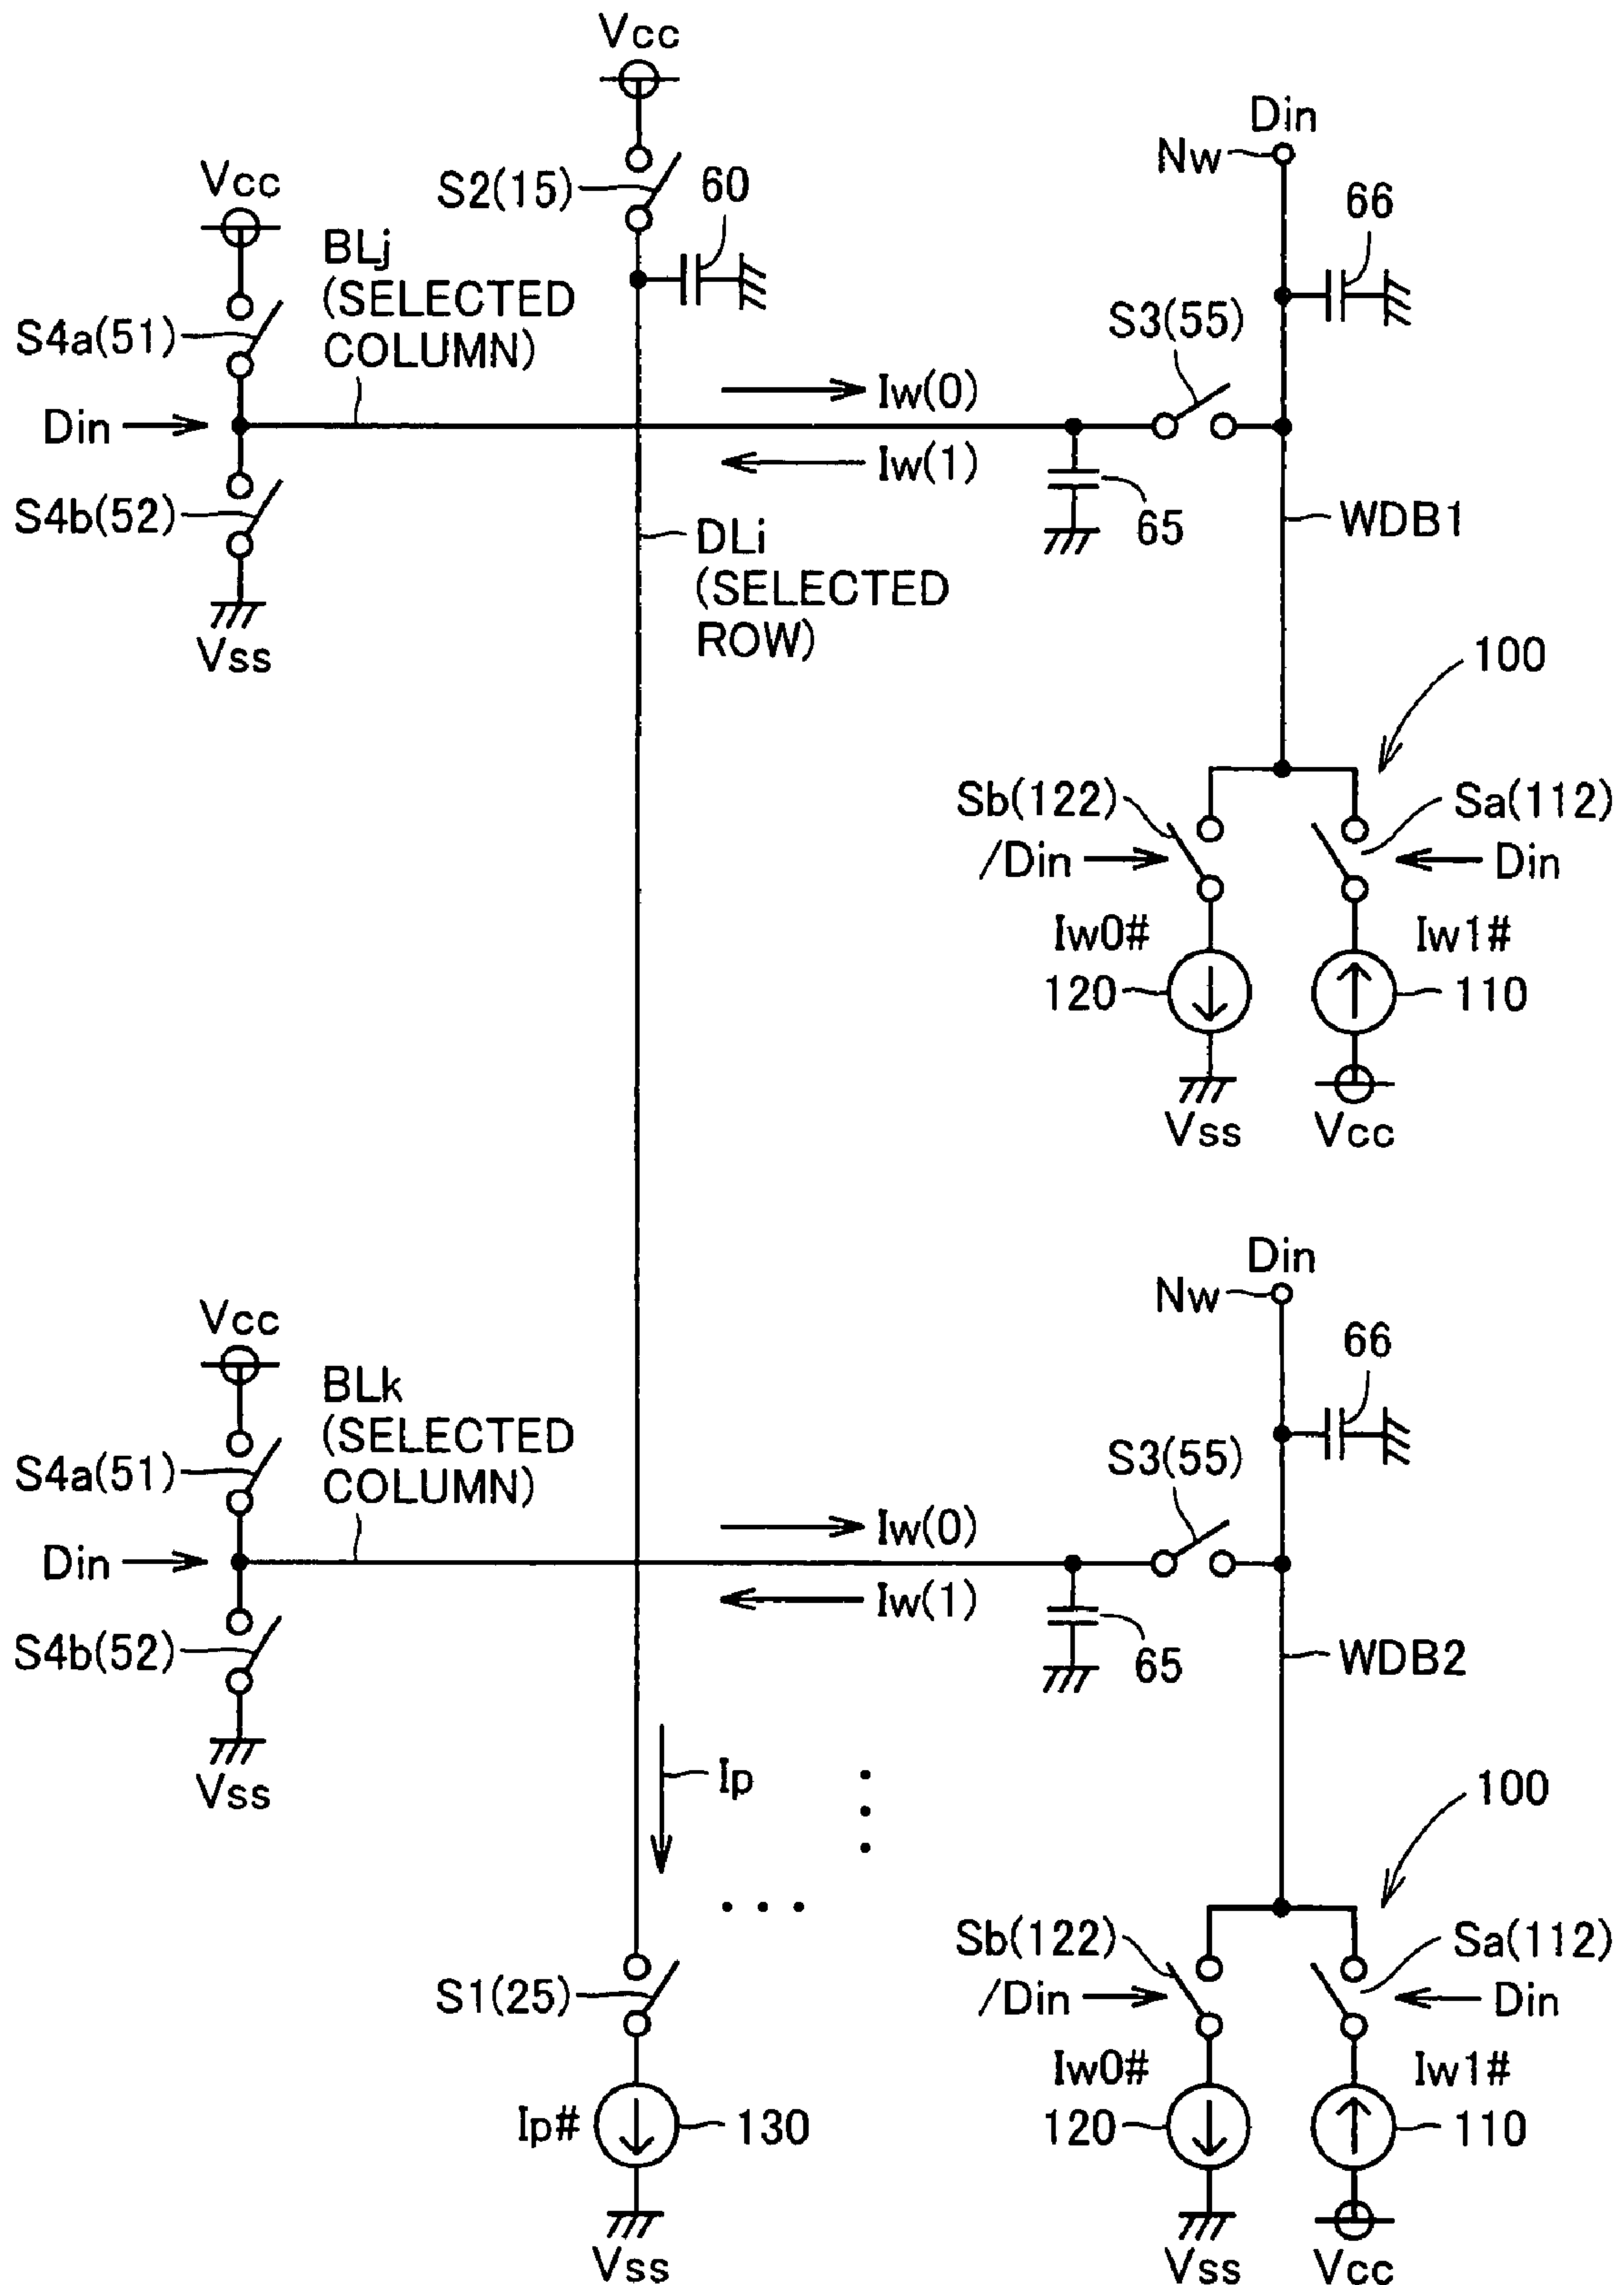 Vcc
Din
Nw
S2(15)
60
66
Vcc
BLj
(SELECTED
COLUMN)
S4a(51)
S3(55)
Iw(0)
Din
Iw(1)
S4b(52)
65
WDB1
DLi
(SELECTED
ROW)
Vss
100
Sb(122)
Sa(112)
/Din
Din
Iw0#
Iw1#
120
110
Vss
Vcc
Din
Nw
66
Vcc
BLk
(SELECTED
COLUMN)
S4a(51)
S3(55)
Iw(0)
Din
Iw(1)
S4b(52)
65
WDB2
Vss
Ip
100
Sb(122)
Sa(112)
S1(25)
/Din
Din
Iw0#
Iw1#
Ip#
130
120
110
Vss
Vss
Vcc